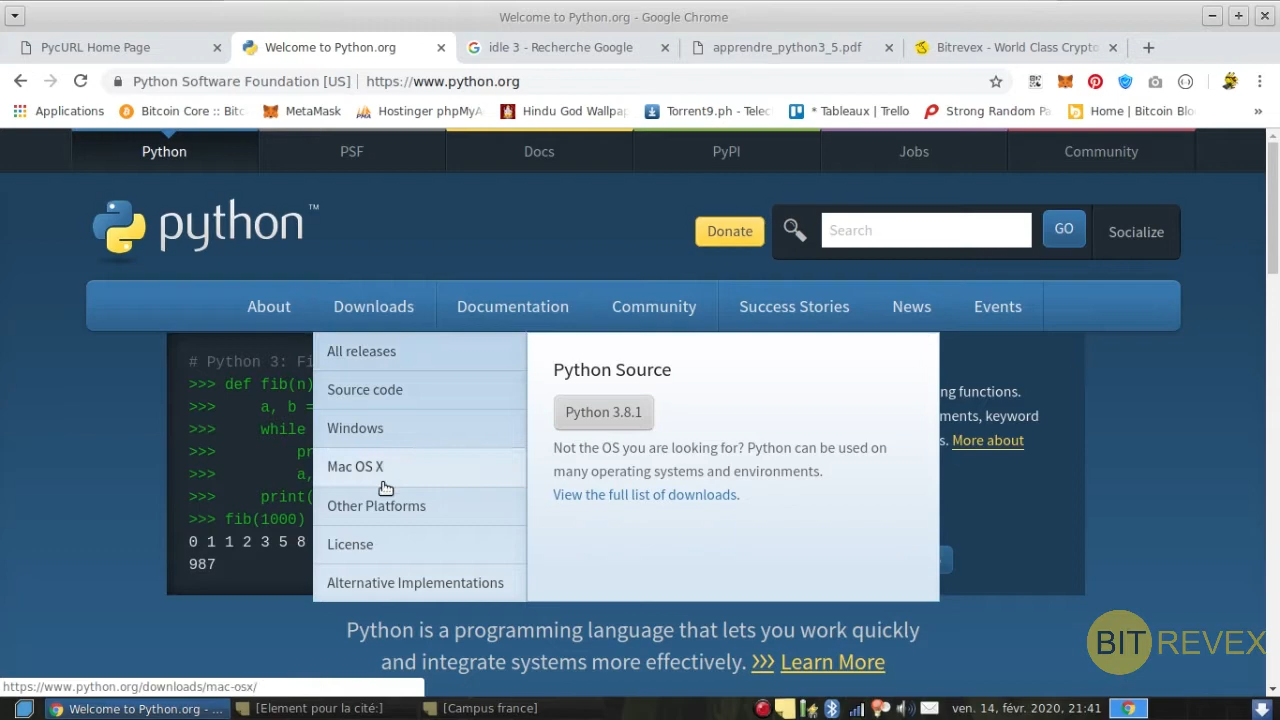 Welcome to Python.org - Google Chrome
PycURL Home Page
Welcome to Python.org
idle 3 - Recherche Google
apprendre_python3_5.pdf
Bitrevex - World Class Crypto
Python Software Foundation [US]
https://www.python.org
Applications
Bitcoin Core :: Bitc
MetaMask
Hostinger phpMyA
Hindu God Wallpap
Torrent9.ph - Telec
* Tableaux | Trello
Strong Random Pa
Home | Bitcoin Blo
»
Python
PSF
Docs
PyPI
Jobs
Community
python™
Donate
Search
GO
Socialize
About
Downloads
Documentation
Community
Success Stories
News
Events
# Python 3: Fi
>>> def fib(n)
>>> a, b =
>>> while
>>> pr
>>> a,
>>> print(
>>> fib(1000)
0 1 1 2 3 5 8
987
All releases
Source code
Windows
Mac OS X
Other Platforms
License
Alternative Implementations
Python Source
Python 3.8.1
Not the OS you are looking for? Python can be used on
many operating systems and environments.
View the full list of downloads.
ng functions.
ments, keyword
s. More about
Python is a programming language that lets you work quickly
and integrate systems more effectively. >>> Learn More
BIT REVEX
https://www.python.org/downloads/mac-osx/
Welcome to Python.org - ...
[Element pour la cité:]
[Campus france]
ven. 14, févr. 2020, 21:41